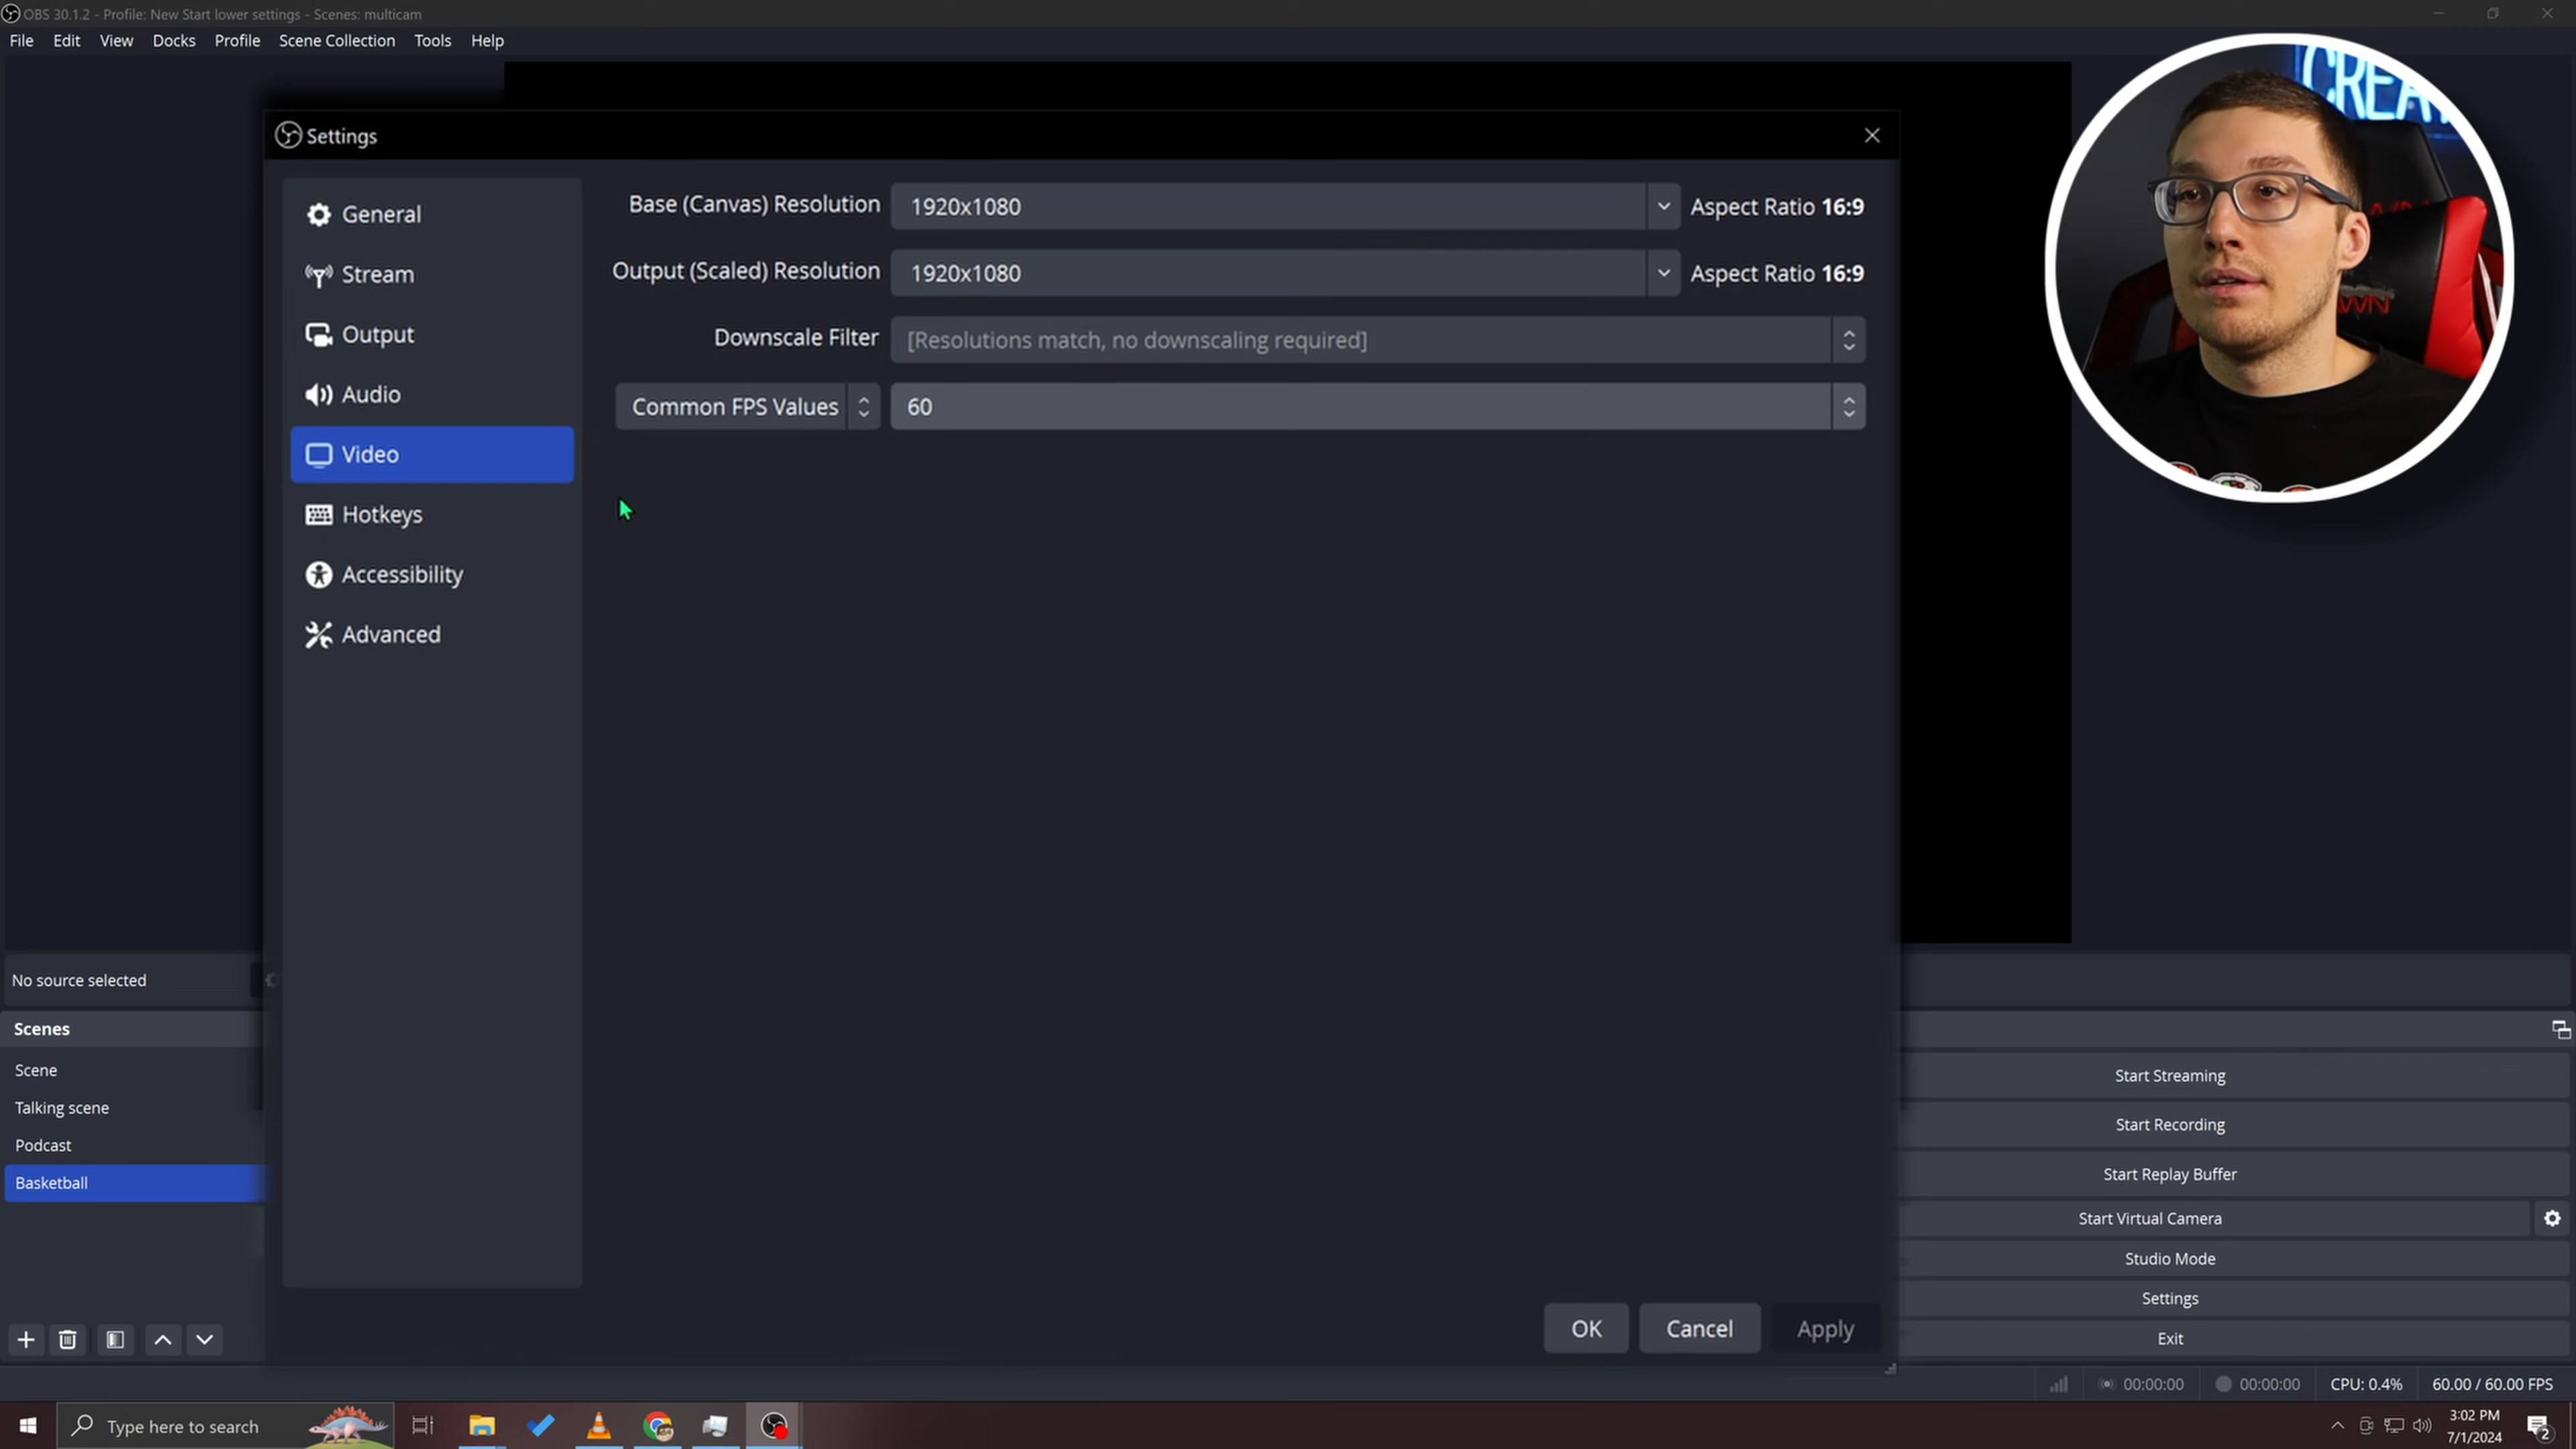 OBS 30.1.2 - Profile: New Start lower settings - Scenes: multicam
File Edit View Docks Profile Scene Collection Tools Help
CREAT
Settings
General
Stream
Output
Audio
Video
Hotkeys
Accessibility
Advanced
Base (Canvas) Resolution 1920x1080 Aspect Ratio 16:9
Output (Scaled) Resolution 1920x1080 Aspect Ratio 16:9
Downscale Filter [Resolutions match, no downscaling required]
Common FPS Values 60
OK Cancel Apply
No source selected
Scenes
Scene
Talking scene
Podcast
Basketball
Start Streaming
Start Recording
Start Replay Buffer
Start Virtual Camera
Studio Mode
Settings
Exit
00:00:00 00:00:00 CPU: 0.4% 60.00 / 60.00 FPS
Type here to search
3:02 PM
7/1/2024
2